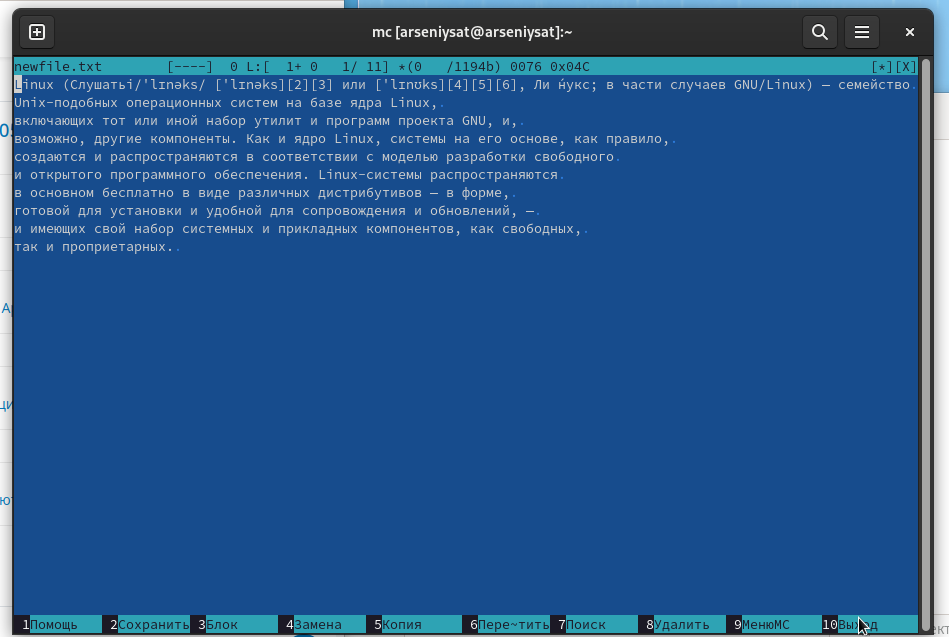 mc [arseniysat@arseniysat]:~
newfile.txt [----] 0 L:[ 1+ 0 1/ 11] *(0 /1194b) 0076 0x04C [*][X]
Linux (Слушатьi/ˈlɪnəks/ [ˈlɪnəks][2][3] или [ˈlɪnʊks][4][5][6], Ли́нукс; в части случаев GNU/Linux) — семейство.
Unix-подобных операционных систем на базе ядра Linux,.
включающих тот или иной набор утилит и программ проекта GNU, и,.
возможно, другие компоненты. Как и ядро Linux, системы на его основе, как правило,.
создаются и распространяются в соответствии с моделью разработки свободного.
и открытого программного обеспечения. Linux-системы распространяются.
в основном бесплатно в виде различных дистрибутивов — в форме,.
готовой для установки и удобной для сопровождения и обновлений, —.
и имеющих свой набор системных и прикладных компонентов, как свободных,.
так и проприетарных..
1Помощь 2Сохранить 3Блок 4Замена 5Копия 6Пере~тить 7Поиск 8Удалить 9МенюMC 10Выход